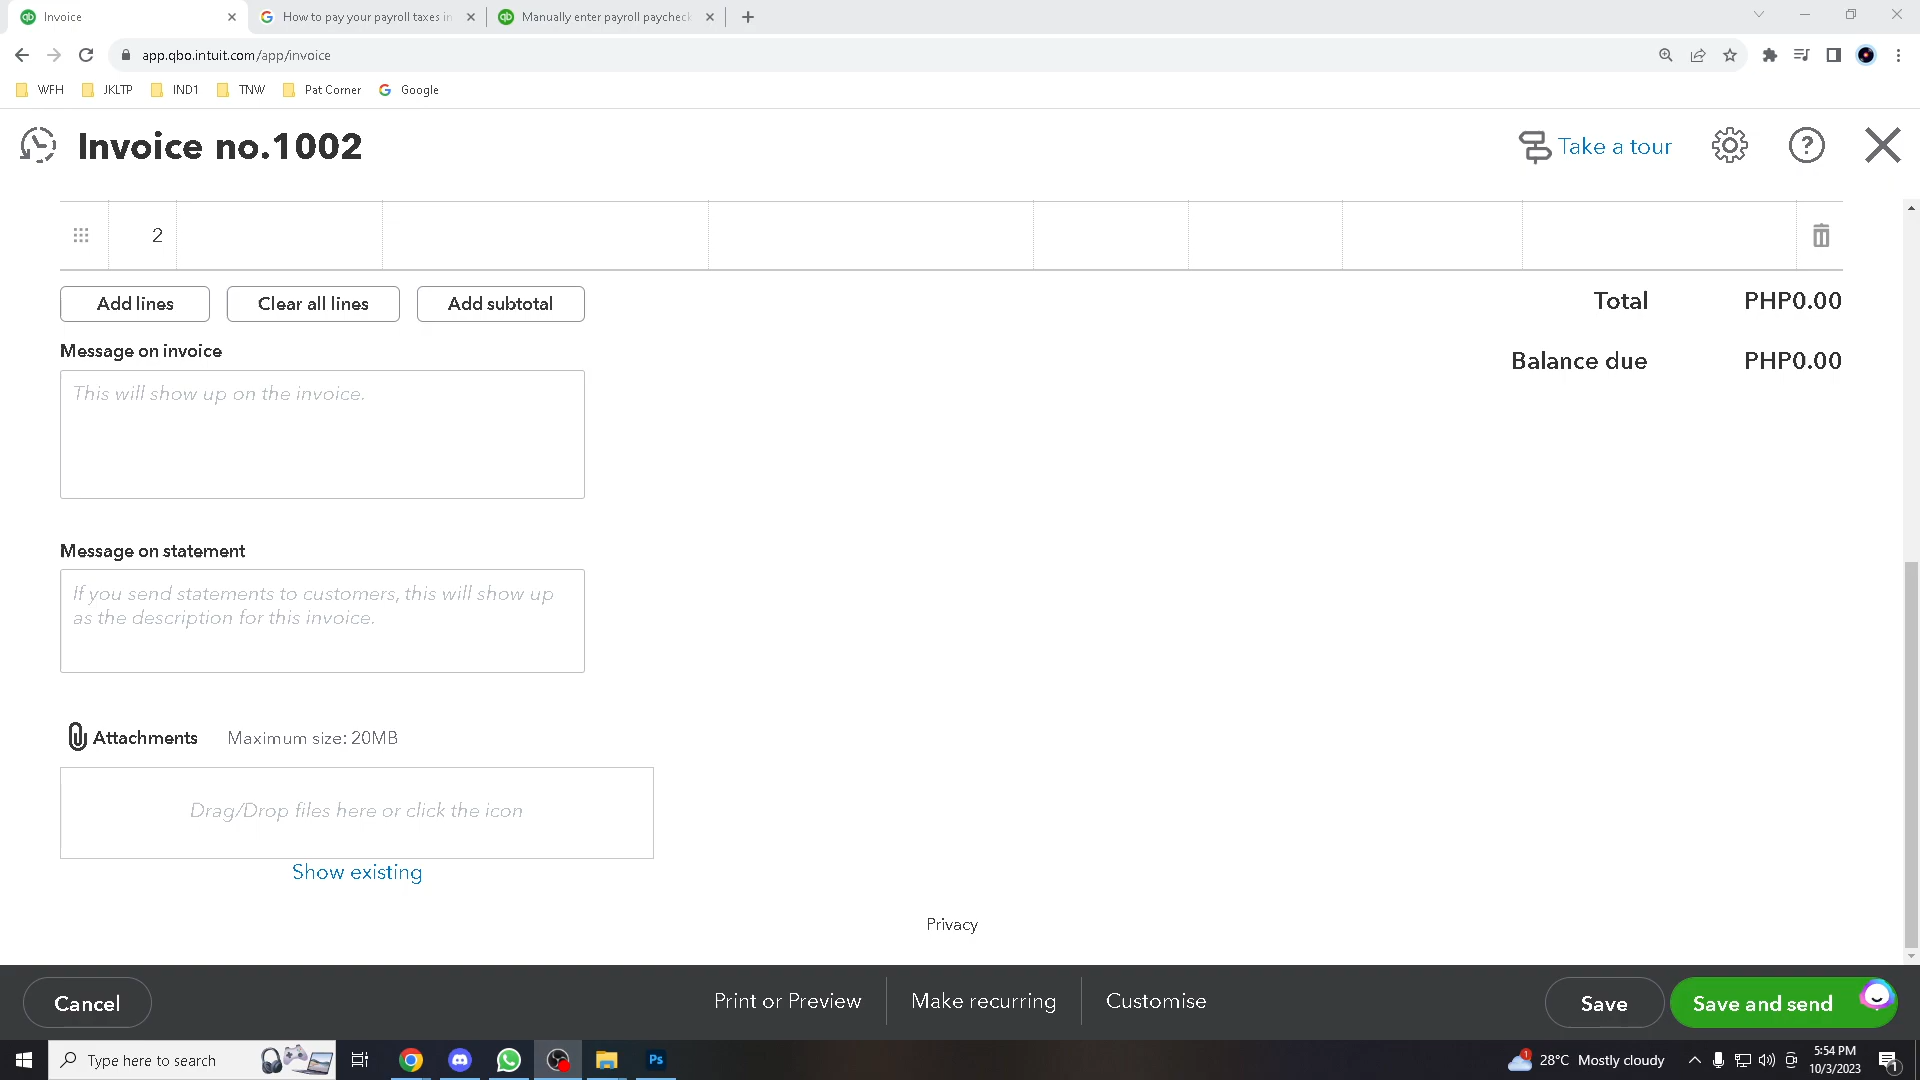 Invoice
How to pay your payroll taxes in
Manually enter payroll paycheck
app.qbo.intuit.com/app/invoice
WFH
JKLTP
IND1
TNW
Pat Corner
Google
Invoice no.1002
Take a tour
2
Add lines
Clear all lines
Add subtotal
Total
PHP0.00
Message on invoice
Balance due
PHP0.00
This will show up on the invoice.
Message on statement
If you send statements to customers, this will show up
as the description for this invoice.
Attachments
Maximum size: 20MB
Drag/Drop files here or click the icon
Show existing
Privacy
Cancel
Print or Preview
Make recurring
Customise
Save
Save and send
Type here to search
Ps
1
28°C Mostly cloudy
5:54 PM
10/3/2023
1